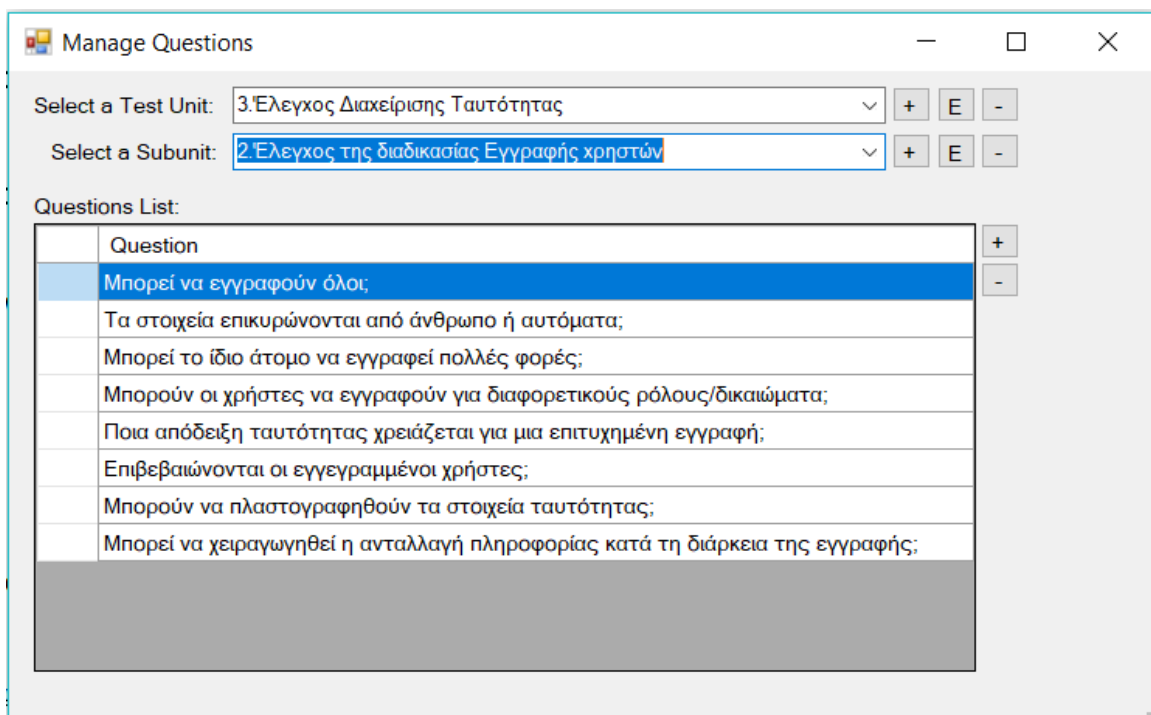 Manage Questions
Select a Test Unit: 3.Έλεγχος Διαχείρισης Ταυτότητας + E -
Select a Subunit: 2.Έλεγχος της διαδικασίας Εγγραφής χρηστών + E -
Questions List:
Question +
Μπορεί να εγγραφούν όλοι; -
Τα στοιχεία επικυρώνονται από άνθρωπο ή αυτόματα;
Μπορεί το ίδιο άτομο να εγγραφεί πολλές φορές;
Μπορούν οι χρήστες να εγγραφούν για διαφορετικούς ρόλους/δικαιώματα;
Ποια απόδειξη ταυτότητας χρειάζεται για μια επιτυχημένη εγγραφή;
Επιβεβαιώνονται οι εγγεγραμμένοι χρήστες;
Μπορούν να πλαστογραφηθούν τα στοιχεία ταυτότητας;
Μπορεί να χειραγωγηθεί η ανταλλαγή πληροφορίας κατά τη διάρκεια της εγγραφής;